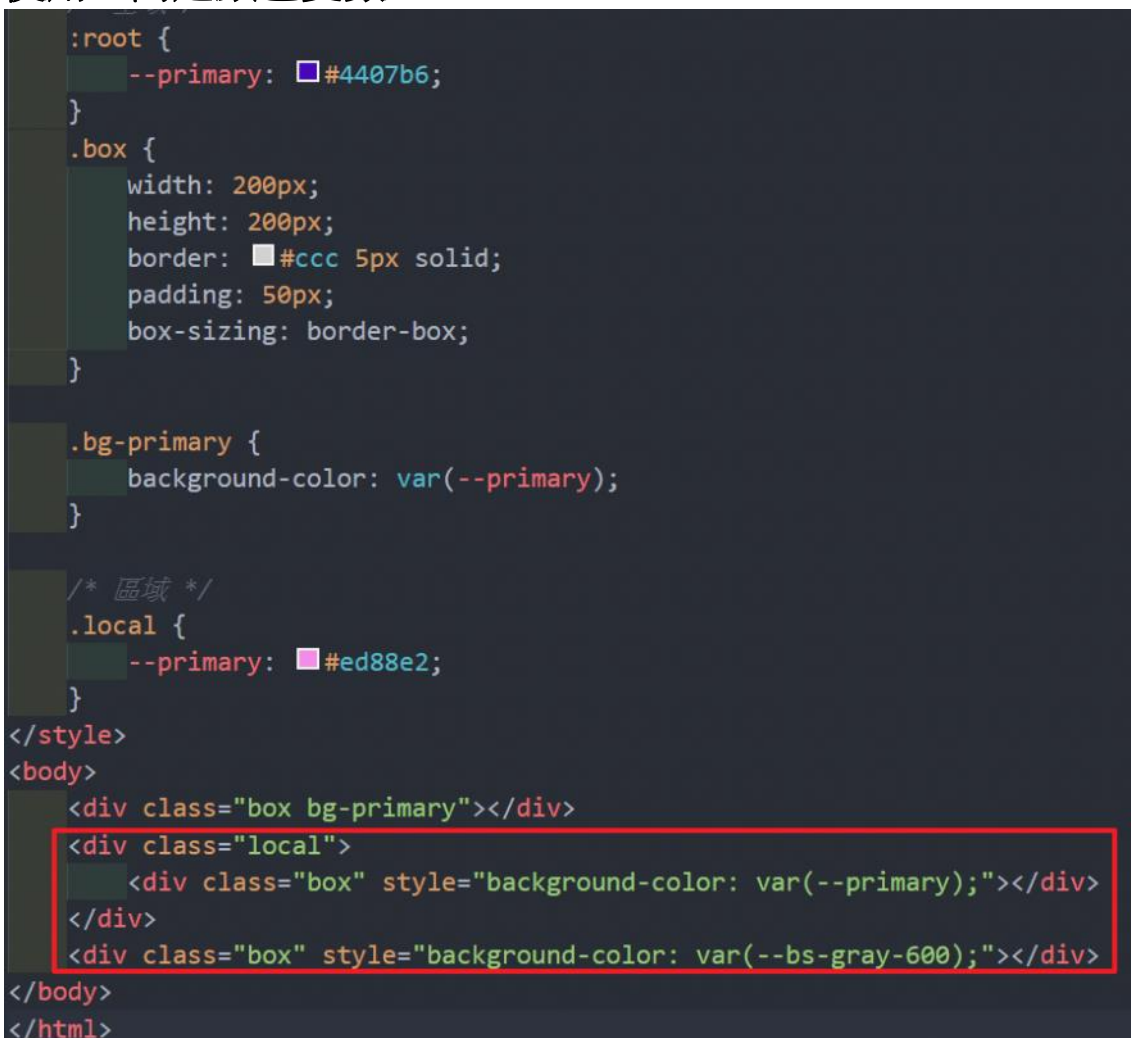 :root {
--primary: #4407b6;
}
.box {
width: 200px;
height: 200px;
border: #ccc 5px solid;
padding: 50px;
box-sizing: border-box;
}
.bg-primary {
background-color: var(--primary);
}
/* 區域 */
.local {
--primary: #ed88e2;
}
</style>
<body>
<div class="box bg-primary"></div>
<div class="local">
<div class="box" style="background-color: var(--primary);"></div>
</div>
<div class="box" style="background-color: var(--bs-gray-600);"></div>
</body>
</html>